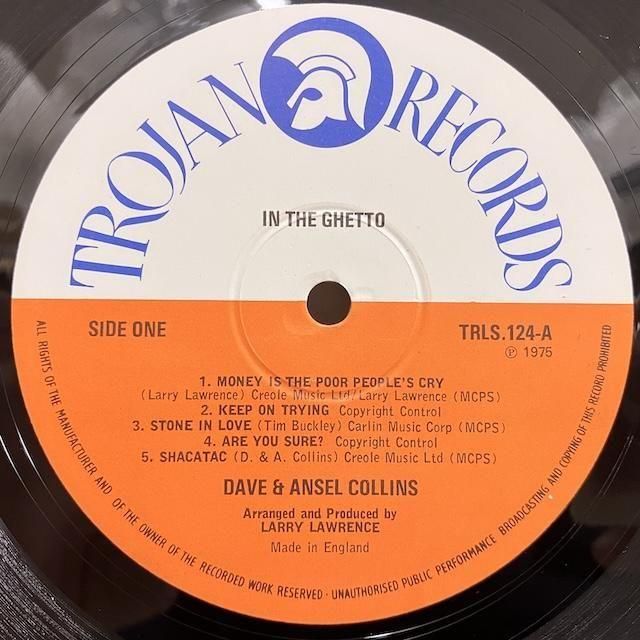 TROJAN RECORDS
IN THE GHETTO
SIDE ONE
TRLS.124-A
Ⓟ 1975
1. MONEY IS THE POOR PEOPLE'S CRY
(Larry Lawrence) Creole Music Ltd/Larry Lawrence (MCPS)
2. KEEP ON TRYING Copyright Control
3. STONE IN LOVE (Tim Buckley) Carlin Music Corp (MCPS)
4. ARE YOU SURE? Copyright Control
5. SHACATAC (D. & A. Collins) Creole Music Ltd (MCPS)
DAVE & ANSEL COLLINS
Arranged and Produced by
LARRY LAWRENCE
Made in England
ALL RIGHTS OF THE MANUFACTURER AND OF THE OWNER OF THE RECORDED WORK RESERVED · UNAUTHORISED PUBLIC PERFORMANCE BROADCASTING AND COPYING OF THIS RECORD PROHIBITED